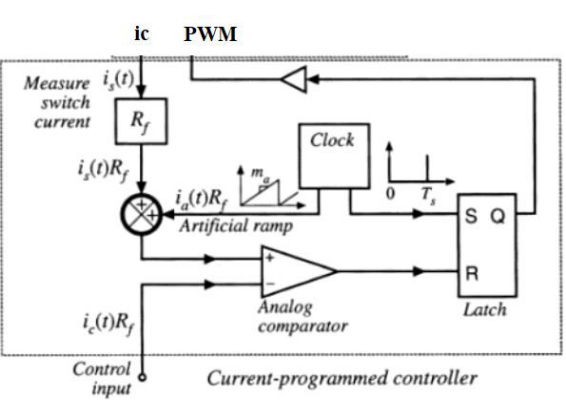 ic PWM
Measure
switch
current
i_s(t)
R_f
Clock
i_s(t)R_f
m_a
0 T_s
i_a(t)R_f
Artificial ramp
+
+
S Q
+
−
R
Analog
comparator
Latch
i_c(t)R_f
Control
input
Current-programmed controller